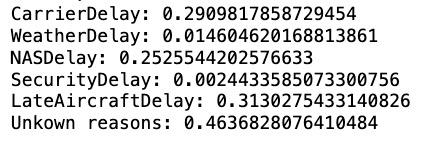 CarrierDelay: 0.2909817858729454
WeatherDelay: 0.014604620168813861
NASDelay: 0.2525544202576633
SecurityDelay: 0.0024433585073300756
LateAircraftDelay: 0.3130275433140826
Unkown reasons: 0.4636828076410484